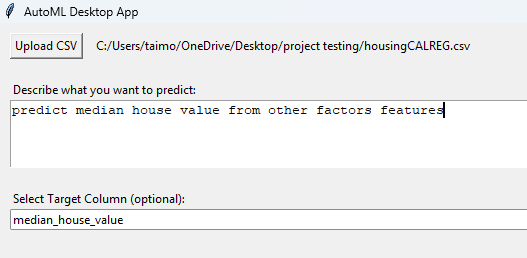 AutoML Desktop App
Upload CSV C:/Users/taimo/OneDrive/Desktop/project testing/housingCALREG.csv
Describe what you want to predict:
predict median house value from other factors features
Select Target Column (optional):
median_house_value